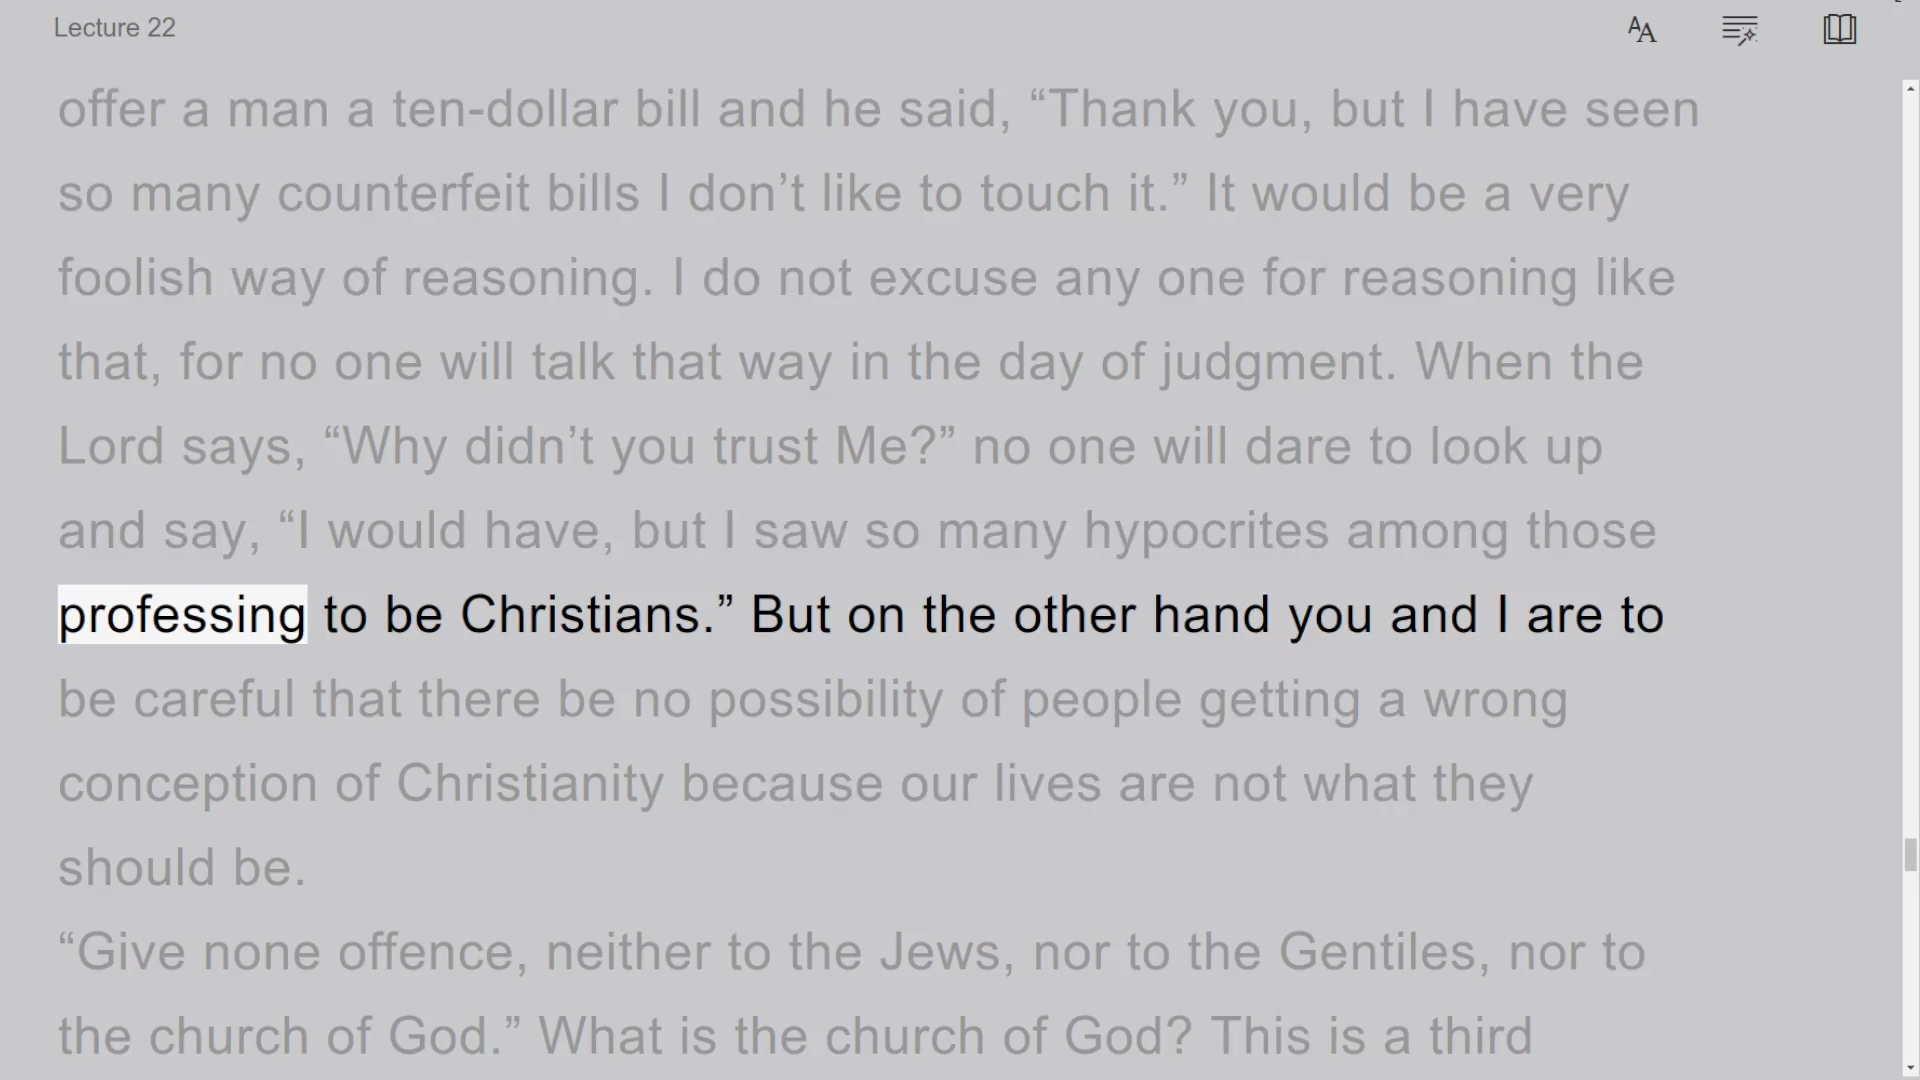 Lecture 22
offer a man a ten-dollar bill and he said, “Thank you, but I have seen
so many counterfeit bills I don’t like to touch it.” It would be a very
foolish way of reasoning. I do not excuse any one for reasoning like
that, for no one will talk that way in the day of judgment. When the
Lord says, “Why didn’t you trust Me?” no one will dare to look up
and say, “I would have, but I saw so many hypocrites among those
professing to be Christians.” But on the other hand you and I are to
be careful that there be no possibility of people getting a wrong
conception of Christianity because our lives are not what they
should be.
“Give none offence, neither to the Jews, nor to the Gentiles, nor to
the church of God.” What is the church of God? This is a third